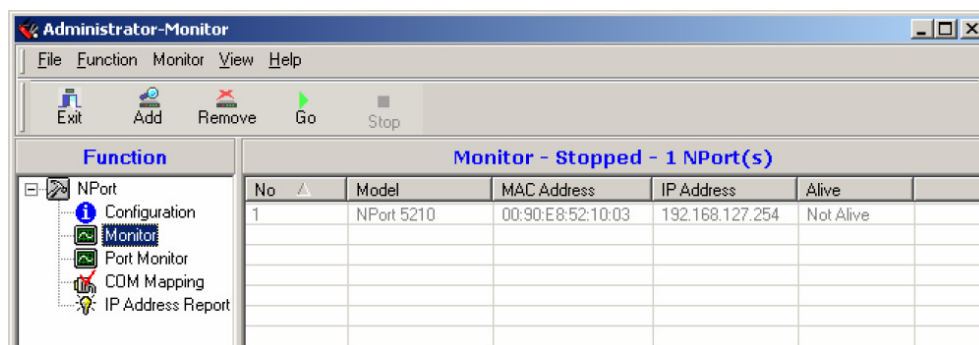 Administrator-Monitor
File Function Monitor View Help
Exit Add Remove Go Stop
Function
Monitor - Stopped - 1 NPort(s)
NPort
Configuration
Monitor
Port Monitor
COM Mapping
IP Address Report
No Model MAC Address IP Address Alive
1 NPort 5210 00:90:E8:52:10:03 192.168.127.254 Not Alive